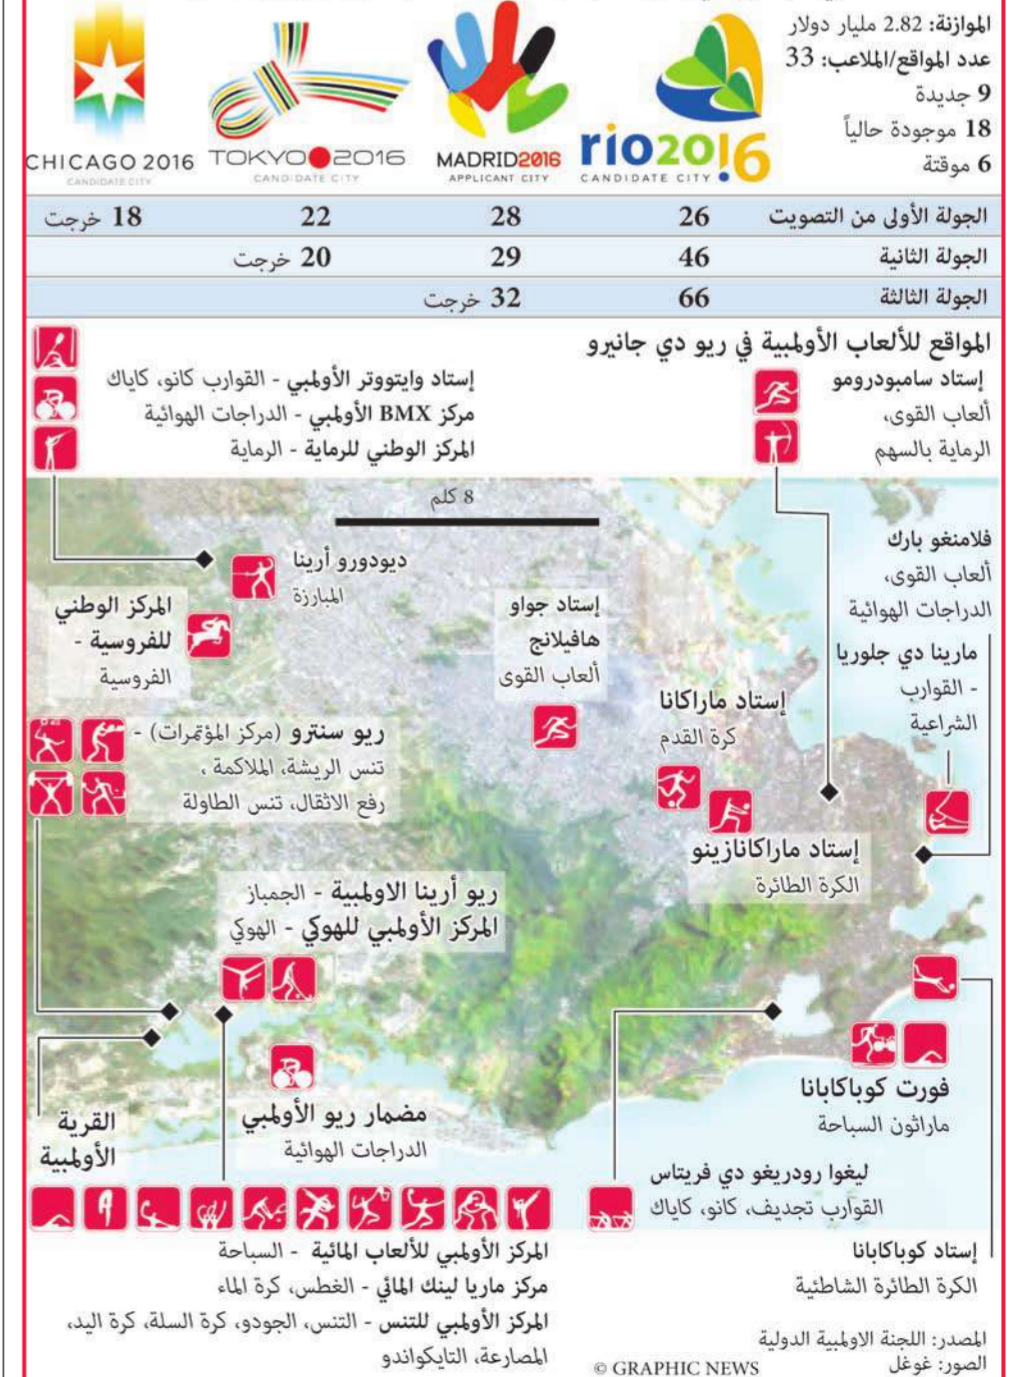 الموازنة: 2.82 مليار دولار
عدد المواقع/الملاعب: 33
9 جديدة
18 موجودة حالياً
6 موقتة
CHICAGO 2016
CANDIDATE CITY
TOKYO 2016
CANDIDATE CITY
MADRID2016
APPLICANT CITY
rio2016
CANDIDATE CITY
الجولة الأولى من التصويت 26 28 22 18 خرجت
الجولة الثانية 46 29 20 خرجت
الجولة الثالثة 66 32 خرجت
المواقع للألعاب الأولمبية في ريو دي جانيرو
إستاد سامبودرومو
ألعاب القوى،
الرماية بالسهم
إستاد وايتووتر الأولمبي - القوارب كانو، كاياك
مركز BMX الأولمبي - الدراجات الهوائية
المركز الوطني للرماية - الرماية
8 كلم
فلامنغو بارك
ألعاب القوى،
الدراجات الهوائية
مارينا دي جلوريا
- القوارب
الشراعية
ديودورو أرينا
المبارزة
المركز الوطني
للفروسية -
الفروسية
إستاد جواو
هافيلانج
ألعاب القوى
إستاد ماراكانا
كرة القدم
ريو سنترو (مركز المؤتمرات) -
تنس الريشة، الملاكمة ،
رفع الاثقال، تنس الطاولة
إستاد ماراكانازينو
الكرة الطائرة
ريو أرينا الاولمبية - الجمباز
المركز الأولمبي للهوكي - الهوكي
فورت كوباكابانا
ماراثون السباحة
مضمار ريو الأولمبي
الدراجات الهوائية
القرية
الأولمبية
ليغوا رودريغو دي فريتاس
القوارب تجديف، كانو، كاياك
إستاد كوباكابانا
الكرة الطائرة الشاطئية
المركز الأولمبي للألعاب المائية - السباحة
مركز ماريا لينك المائي - الغطس، كرة الماء
المركز الأولمبي للتنس - التنس، الجودو، كرة السلة، كرة اليد،
المصارعة، التايكواندو
المصدر: اللجنة الاولمبية الدولية
الصور: غوغل
© GRAPHIC NEWS